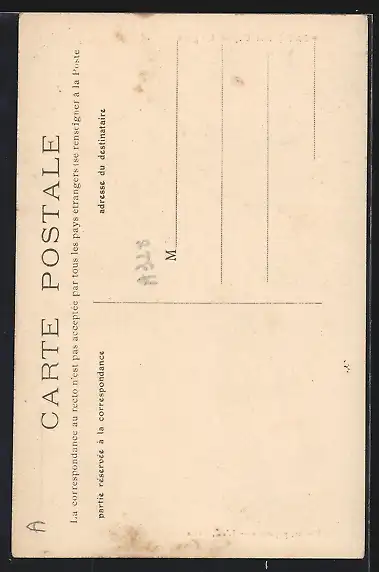 CARTE POSTALE
La correspondance au recto n'est pas acceptée par tous les pays étrangers (se renseigner à la Poste
partie réservée à la correspondance
adresse du destinataire
M
A328
A